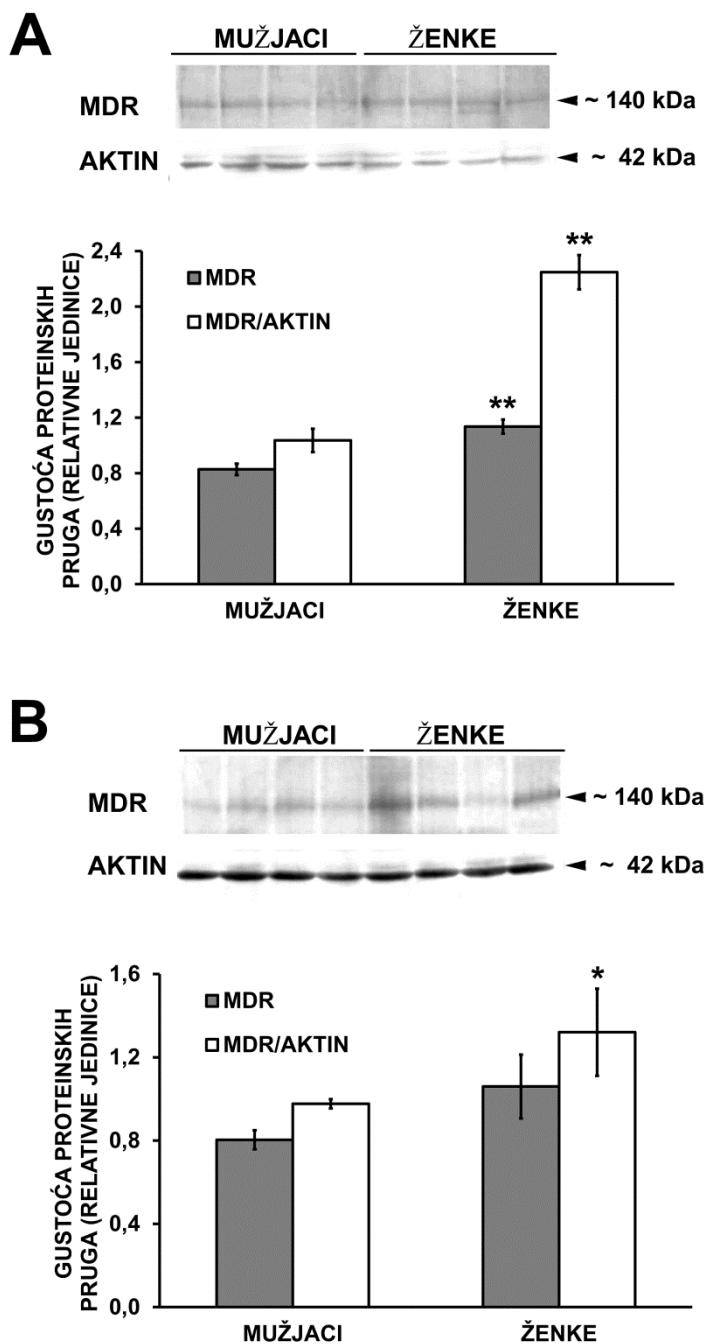 A
MUŽJACI ŽENKE
MDR ~ 140 kDa
AKTIN ~ 42 kDa
GUSTOĆA PROTEINSKIH
PRUGA (RELATIVNE JEDINICE)
2,4
2,0
1,6
1,2
0,8
0,4
0,0
MDR
MDR/AKTIN
**
**
MUŽJACI ŽENKE
B
MUŽJACI ŽENKE
MDR ~ 140 kDa
AKTIN ~ 42 kDa
GUSTOĆA PROTEINSKIH
PRUGA (RELATIVNE JEDINICE)
1,6
1,2
0,8
0,4
0,0
MDR
MDR/AKTIN
*
MUŽJACI ŽENKE